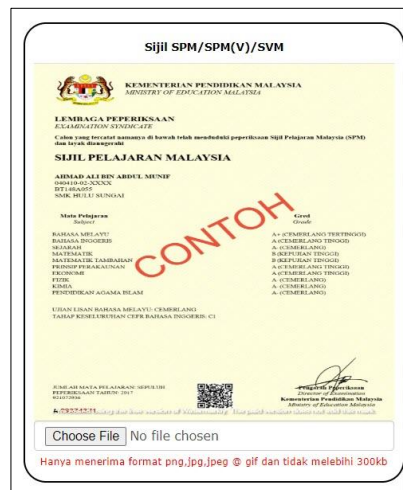 Sijil SPM/SPM(V)/SVM
KEMENTERIAN PENDIDIKAN MALAYSIA
MINISTRY OF EDUCATION MALAYSIA
LEMBAGA PEPERIKSAAN
EXAMINATION SYNDICATE
Calon yang tercatat namanya di bawah telah menduduki peperiksaan Sijil Pelajaran Malaysia (SPM)
dan layak dianugerahi
SIJIL PELAJARAN MALAYSIA
AHMAD ALI BIN ABDUL MUNIF
040410-02-XXXX
BT148A055
SMK HULU SUNGAI
Mata Pelajaran Gred
Subject Grade
BAHASA MELAYU A+ (CEMERLANG TERTINGGI)
BAHASA INGGERIS A (CEMERLANG TINGGI)
SEJARAH A- (CEMERLANG)
MATEMATIK B (KEPUJIAN TINGGI)
MATEMATIK TAMBAHAN B (KEPUJIAN TINGGI)
PRINSIP PERAKAUNAN A (CEMERLANG TINGGI)
EKONOMI A (CEMERLANG TINGGI)
FIZIK A- (CEMERLANG)
KIMIA A- (CEMERLANG)
PENDIDIKAN AGAMA ISLAM A- (CEMERLANG)
CONTOH
UJIAN LISAN BAHASA MELAYU: CEMERLANG
TAHAP KESELURUHAN CEFR BAHASA INGGERIS: C1
JUMLAH MATA PELAJARAN: SEPULUH
PEPERIKSAAN TAHUN: 2017
Pengarah Peperiksaan
Director of Examination
Kementerian Pendidikan Malaysia
Ministry of Education Malaysia
Choose File No file chosen
Hanya menerima format png,jpg,jpeg @ gif dan tidak melebihi 300kb